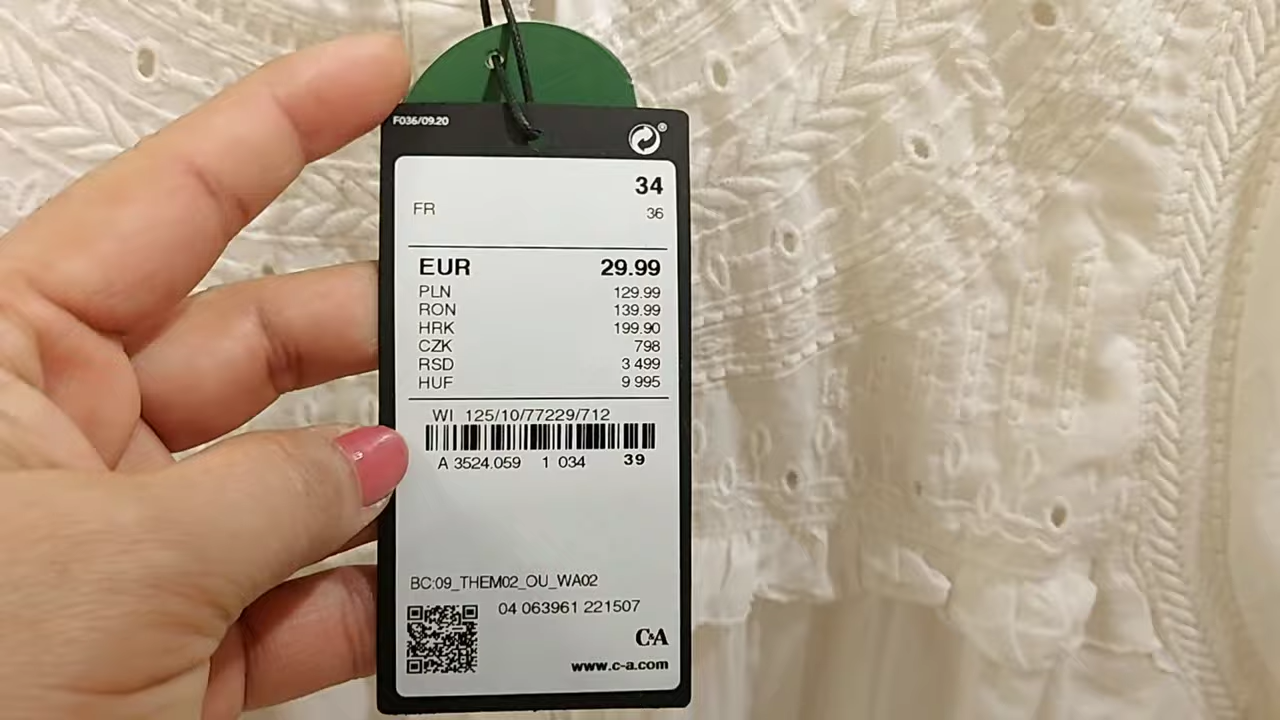 F036/09.20
34
FR 36
EUR 29.99
PLN 129.99
RON 139.99
HRK 199.90
CZK 798
RSD 3 499
HUF 9 995
WI 125/10/77229/712
A 3524.059 1 034 39
BC:09_THEM02_OU_WA02
04 063961 221507
C&A
www.c-a.com